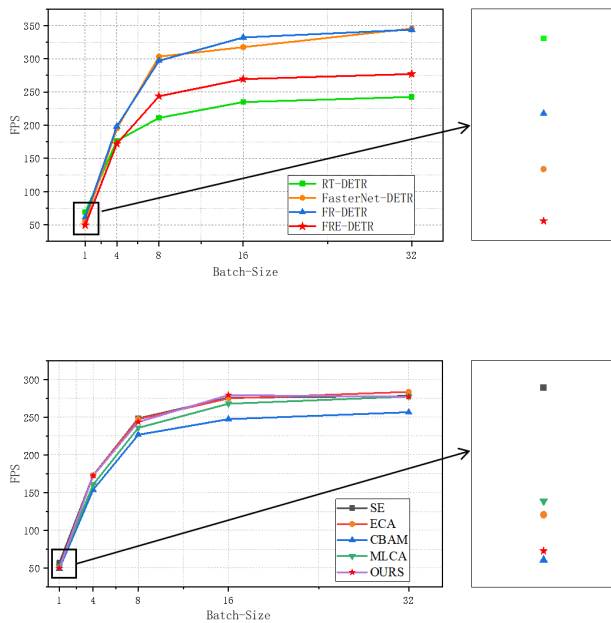 350
300
250
200
150
100
50
FPS
1 4 8 16 32
Batch-Size
RT-DETR
FasterNet-DETR
FR-DETR
FRE-DETR
300
250
200
150
100
50
FPS
1 4 8 16 32
Batch-Size
SE
ECA
CBAM
MLCA
OURS